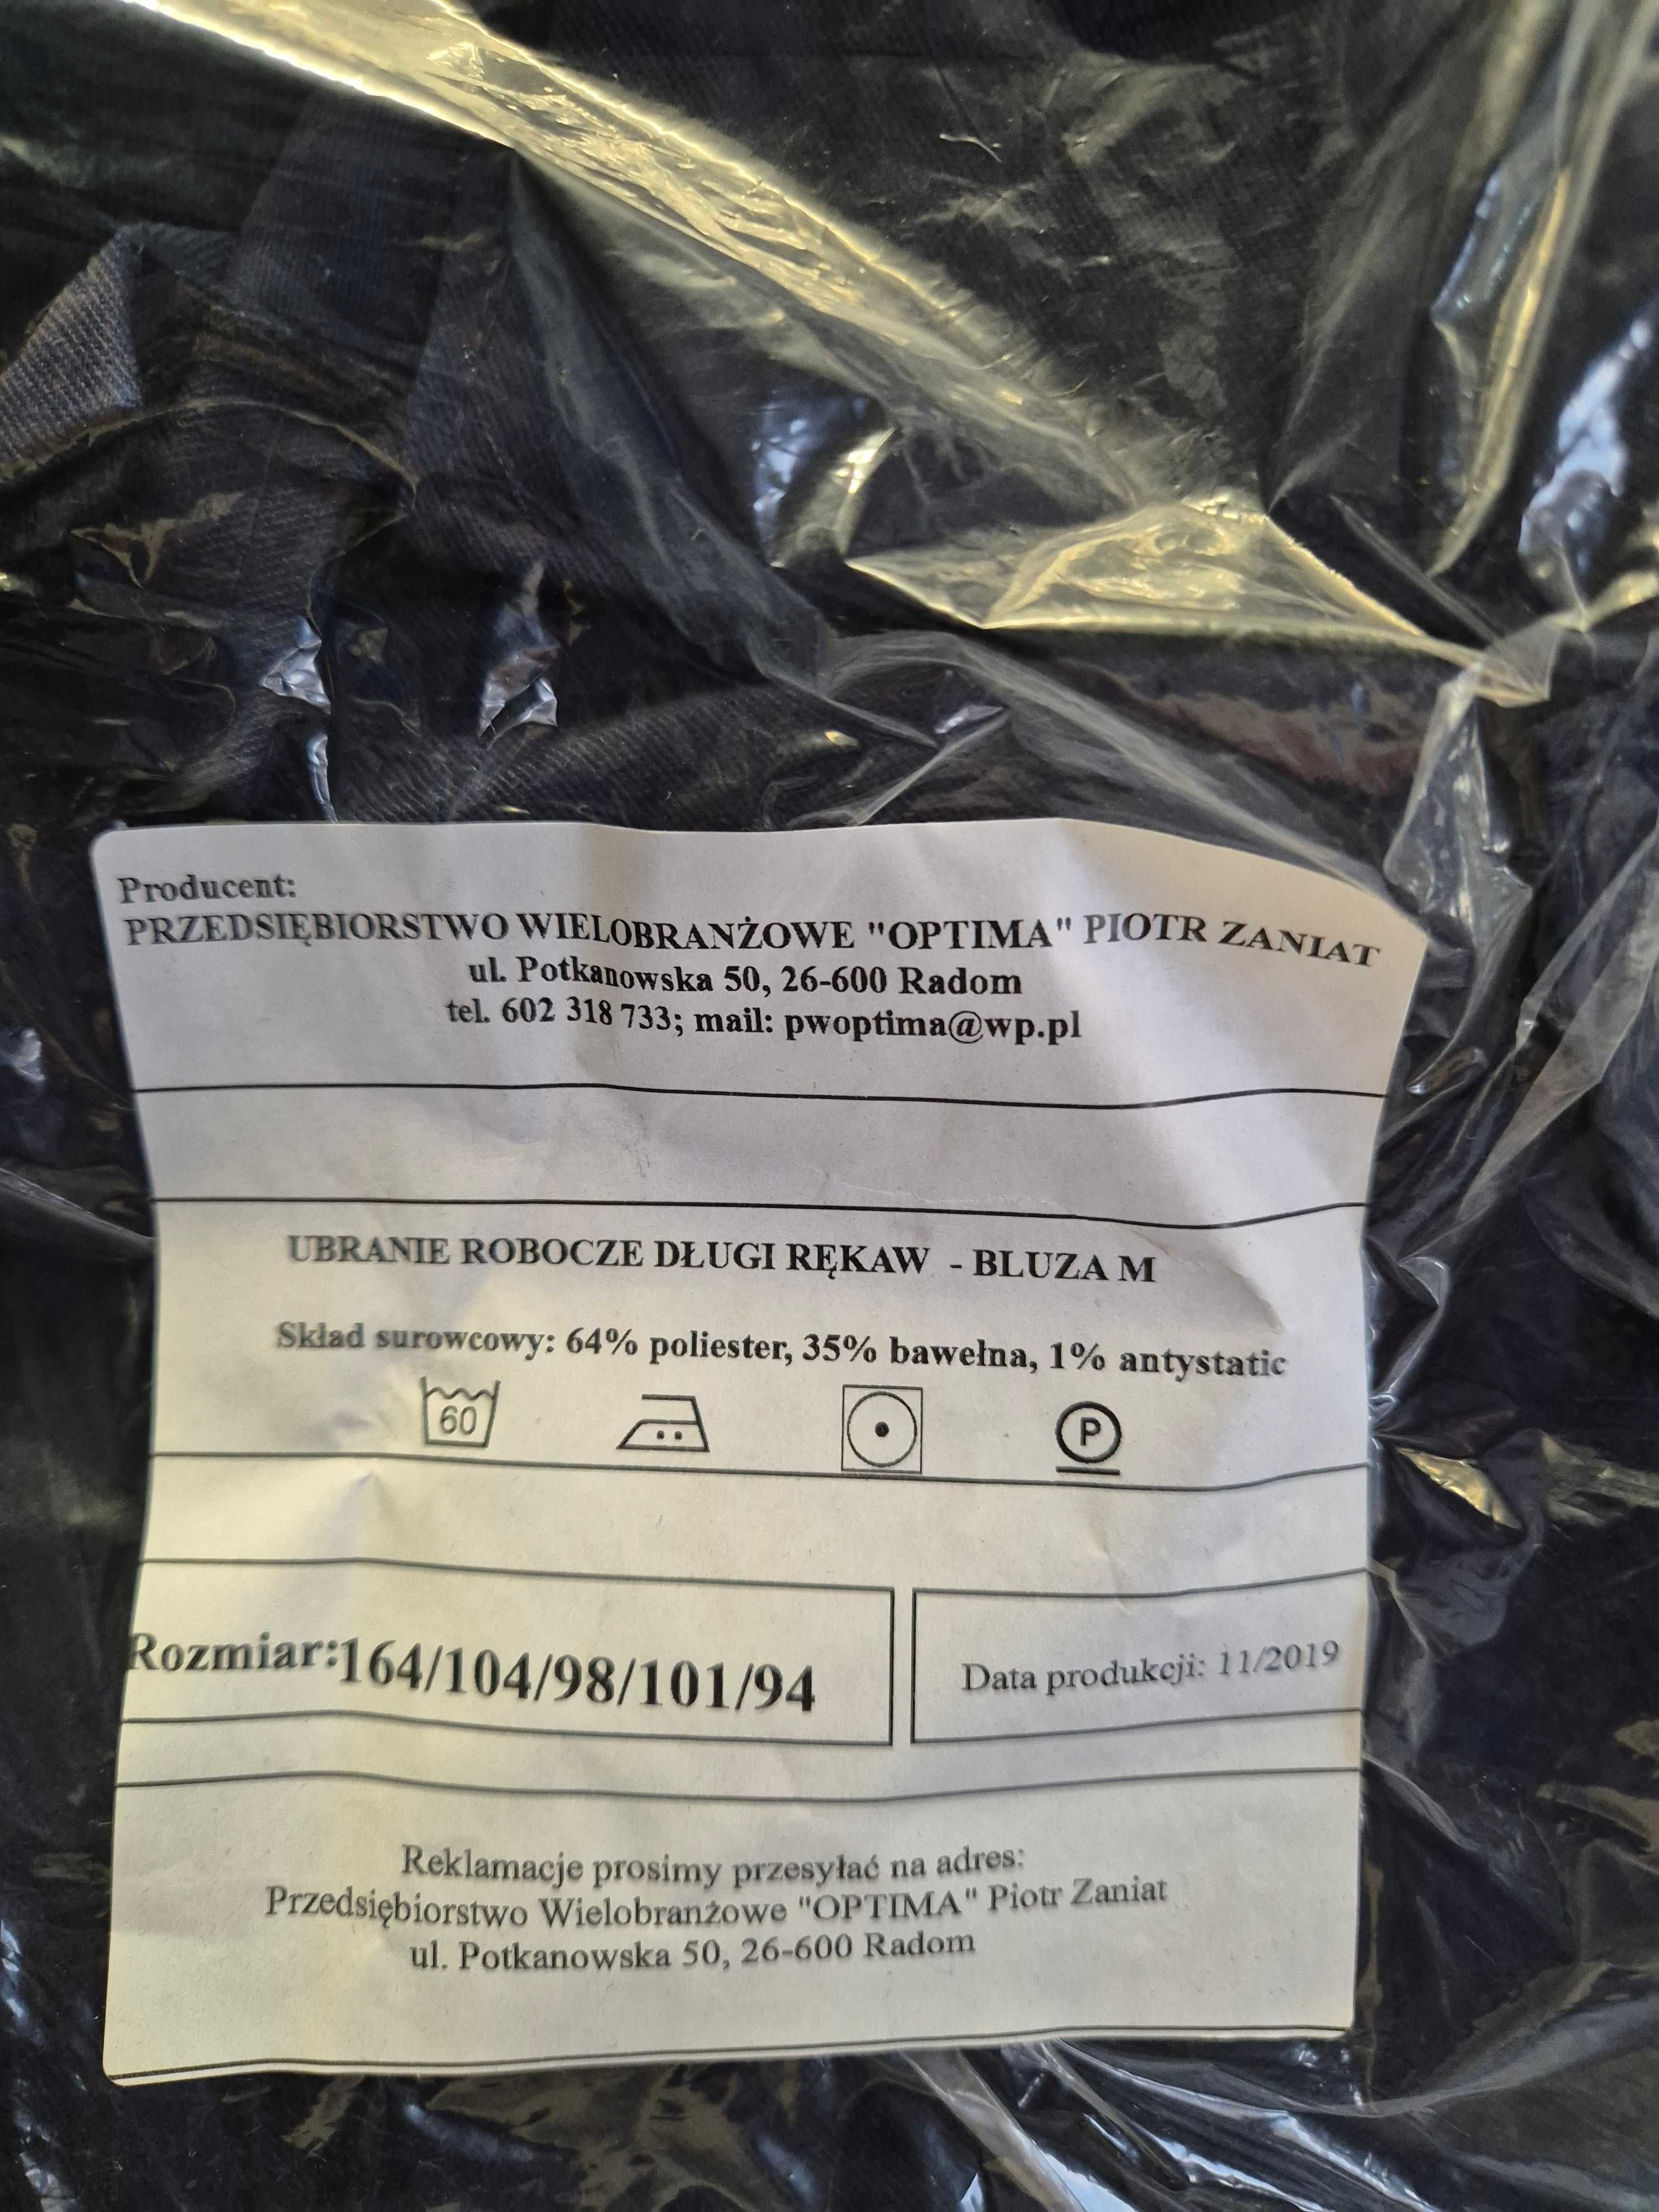 Producent:
PRZEDSIĘBIORSTWO WIELOBRANŻOWE "OPTIMA" PIOTR ZANIAT
ul. Potkanowska 50, 26-600 Radom
tel. 602 318 733; mail: pwoptima@wp.pl
UBRANIE ROBOCZE DŁUGI RĘKAW - BLUZA M
Skład surowcowy: 64% poliester, 35% bawełna, 1% antystatic
60 P
Rozmiar:164/104/98/101/94
Data produkcji: 11/2019
Reklamacje prosimy przesyłać na adres:
Przedsiębiorstwo Wielobranżowe "OPTIMA" Piotr Zaniat
ul. Potkanowska 50, 26-600 Radom